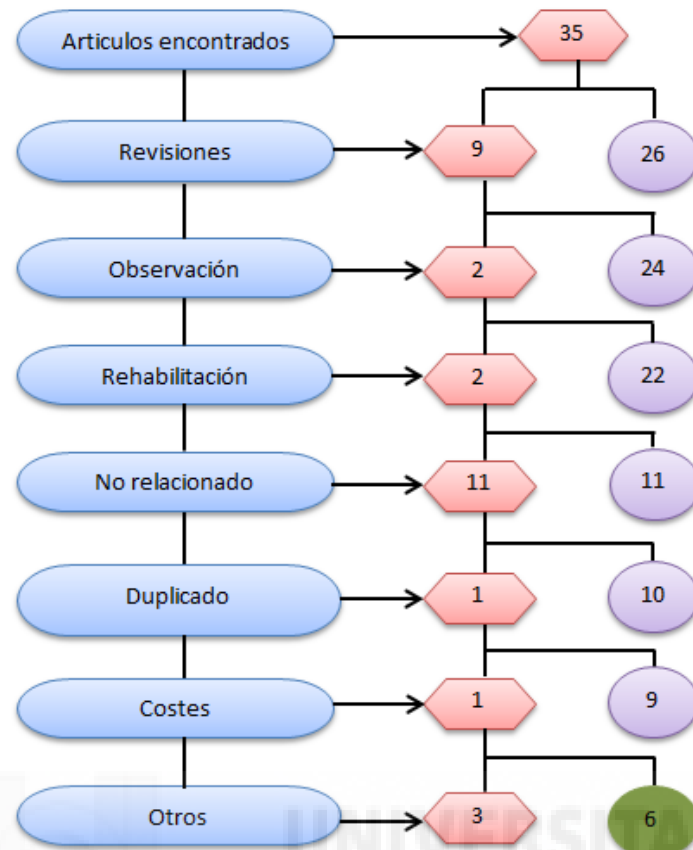 Articulos encontrados
35
Revisiones
9
26
Observación
2
24
Rehabilitación
2
22
No relacionado
11
11
Duplicado
1
10
Costes
1
9
Otros
3
6
UNIVERSITA